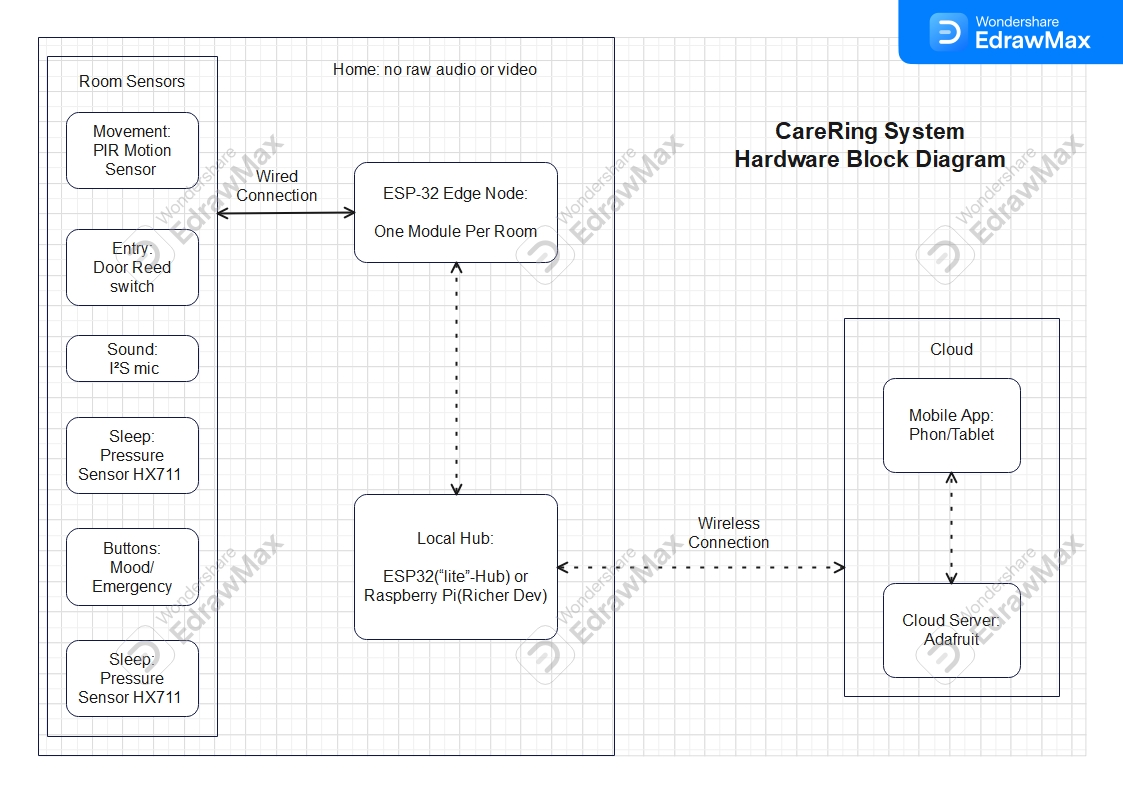 Wondershare
EdrawMax
Home: no raw audio or video
Room Sensors
Movement:
PIR Motion
Sensor
Entry:
Door Reed
switch
Sound:
I²S mic
Sleep:
Pressure
Sensor HX711
Buttons:
Mood/
Emergency
Sleep:
Pressure
Sensor HX711
Wired
Connection
ESP-32 Edge Node:
One Module Per Room
Local Hub:
ESP32(“lite”-Hub) or
Raspberry Pi(Richer Dev)
Wireless
Connection
CareRing System
Hardware Block Diagram
Cloud
Mobile App:
Phon/Tablet
Cloud Server:
Adafruit
Wondershare
EdrawMax
Wondershare
EdrawMax
Wondershare
EdrawMax
Wondershare
EdrawMax
Wondershare
EdrawMax
Wondershare
EdrawMax